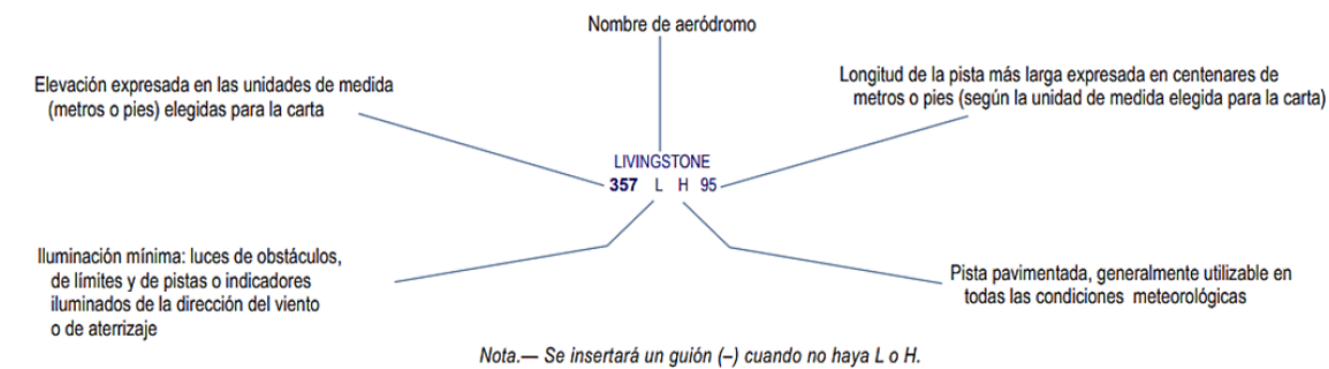 Nombre de aeródromo
Elevación expresada en las unidades de medida
(metros o pies) elegidas para la carta
Longitud de la pista más larga expresada en centenares de
metros o pies (según la unidad de medida elegida para la carta)
LIVINGSTONE
357 L H 95
Iluminación mínima: luces de obstáculos,
de límites y de pistas o indicadores
iluminados de la dirección del viento
o de aterrizaje
Pista pavimentada, generalmente utilizable en
todas las condiciones meteorológicas
Nota.— Se insertará un guión (–) cuando no haya L o H.